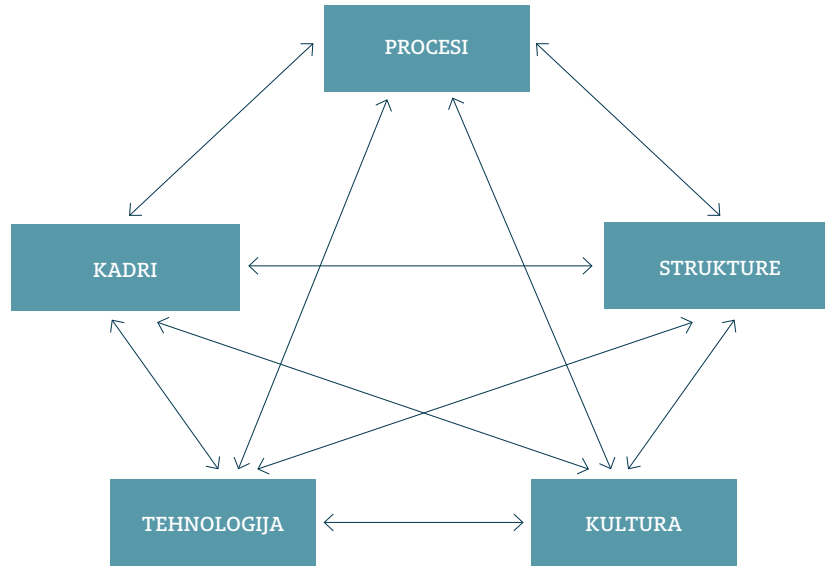 PROCESI
KADRI
STRUKTURE
TEHNOLOGIJA
KULTURA